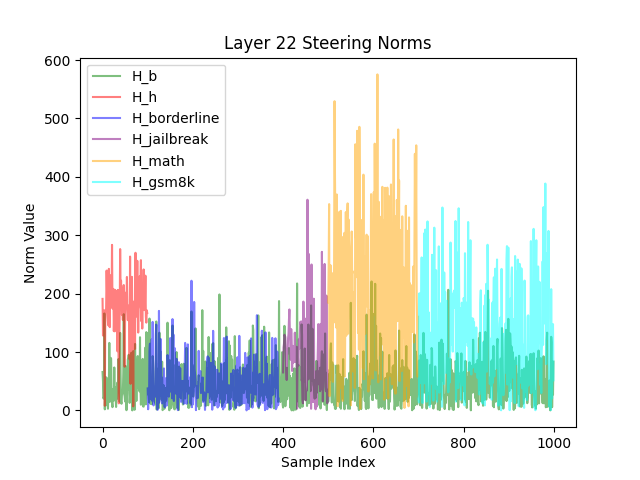 Layer 22 Steering Norms
600
500
400
300
200
100
0
Norm Value
H_b
H_h
H_borderline
H_jailbreak
H_math
H_gsm8k
0 200 400 600 800 1000
Sample Index